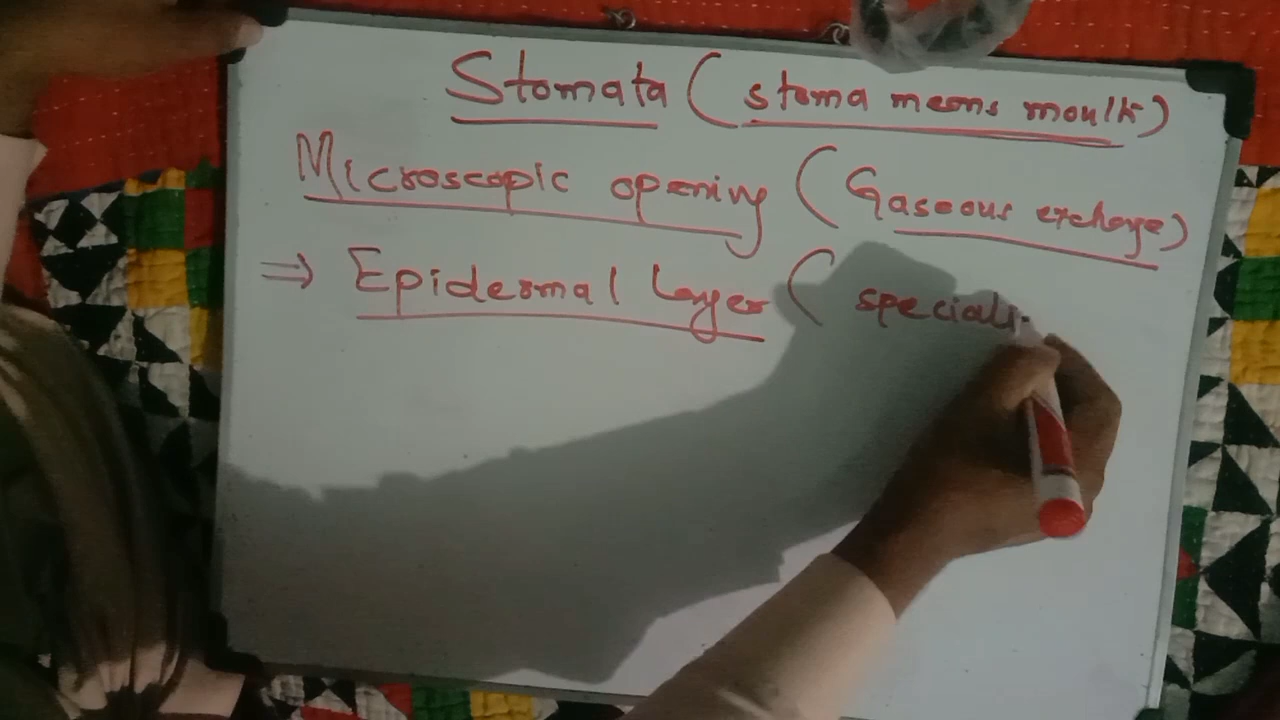 Stomata ( stoma means mouth )
Microscopic opening ( Gaseous exchange )
⇒ Epidermal Layer ( speciali